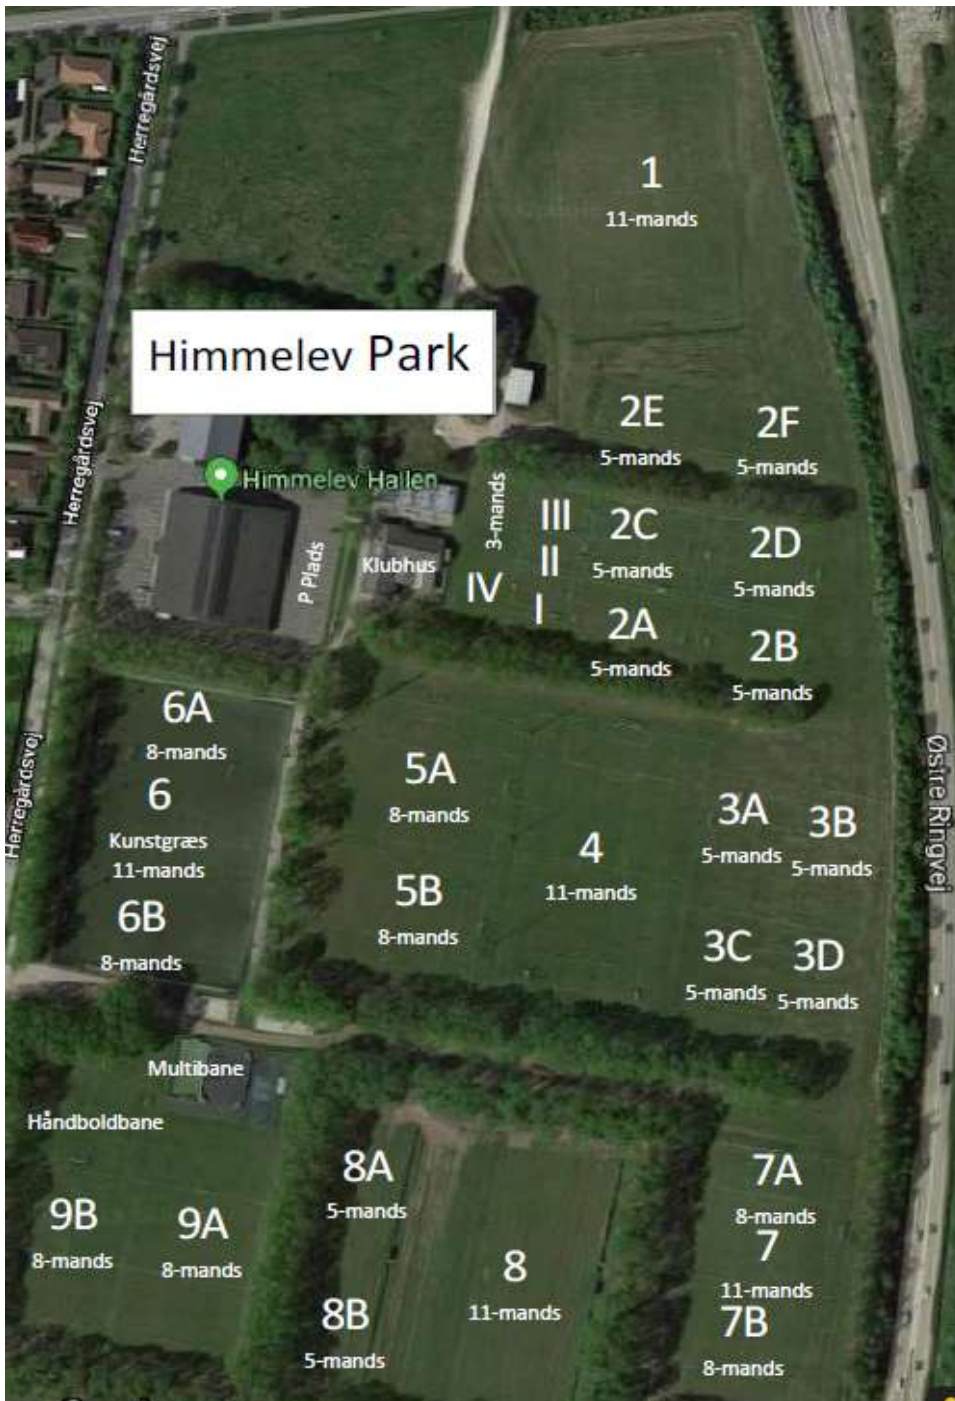 Herregårdsvej
1
11-mands
Himmelev Park
2E
5-mands
2F
5-mands
Herregårdsvej
Himmelev Hallen
3-mands
III
2C
5-mands
2D
5-mands
Klubhus
P Plads
II
IV
I
2A
5-mands
2B
5-mands
6A
8-mands
Herregårdsvej
6
Kunstgræs
11-mands
6B
8-mands
5A
8-mands
5B
8-mands
4
11-mands
3A
5-mands
3B
5-mands
3C
5-mands
3D
5-mands
Østre Ringvej
Multibane
Håndboldbane
9B
8-mands
9A
8-mands
8A
5-mands
8B
5-mands
8
11-mands
7A
8-mands
7
11-mands
7B
8-mands